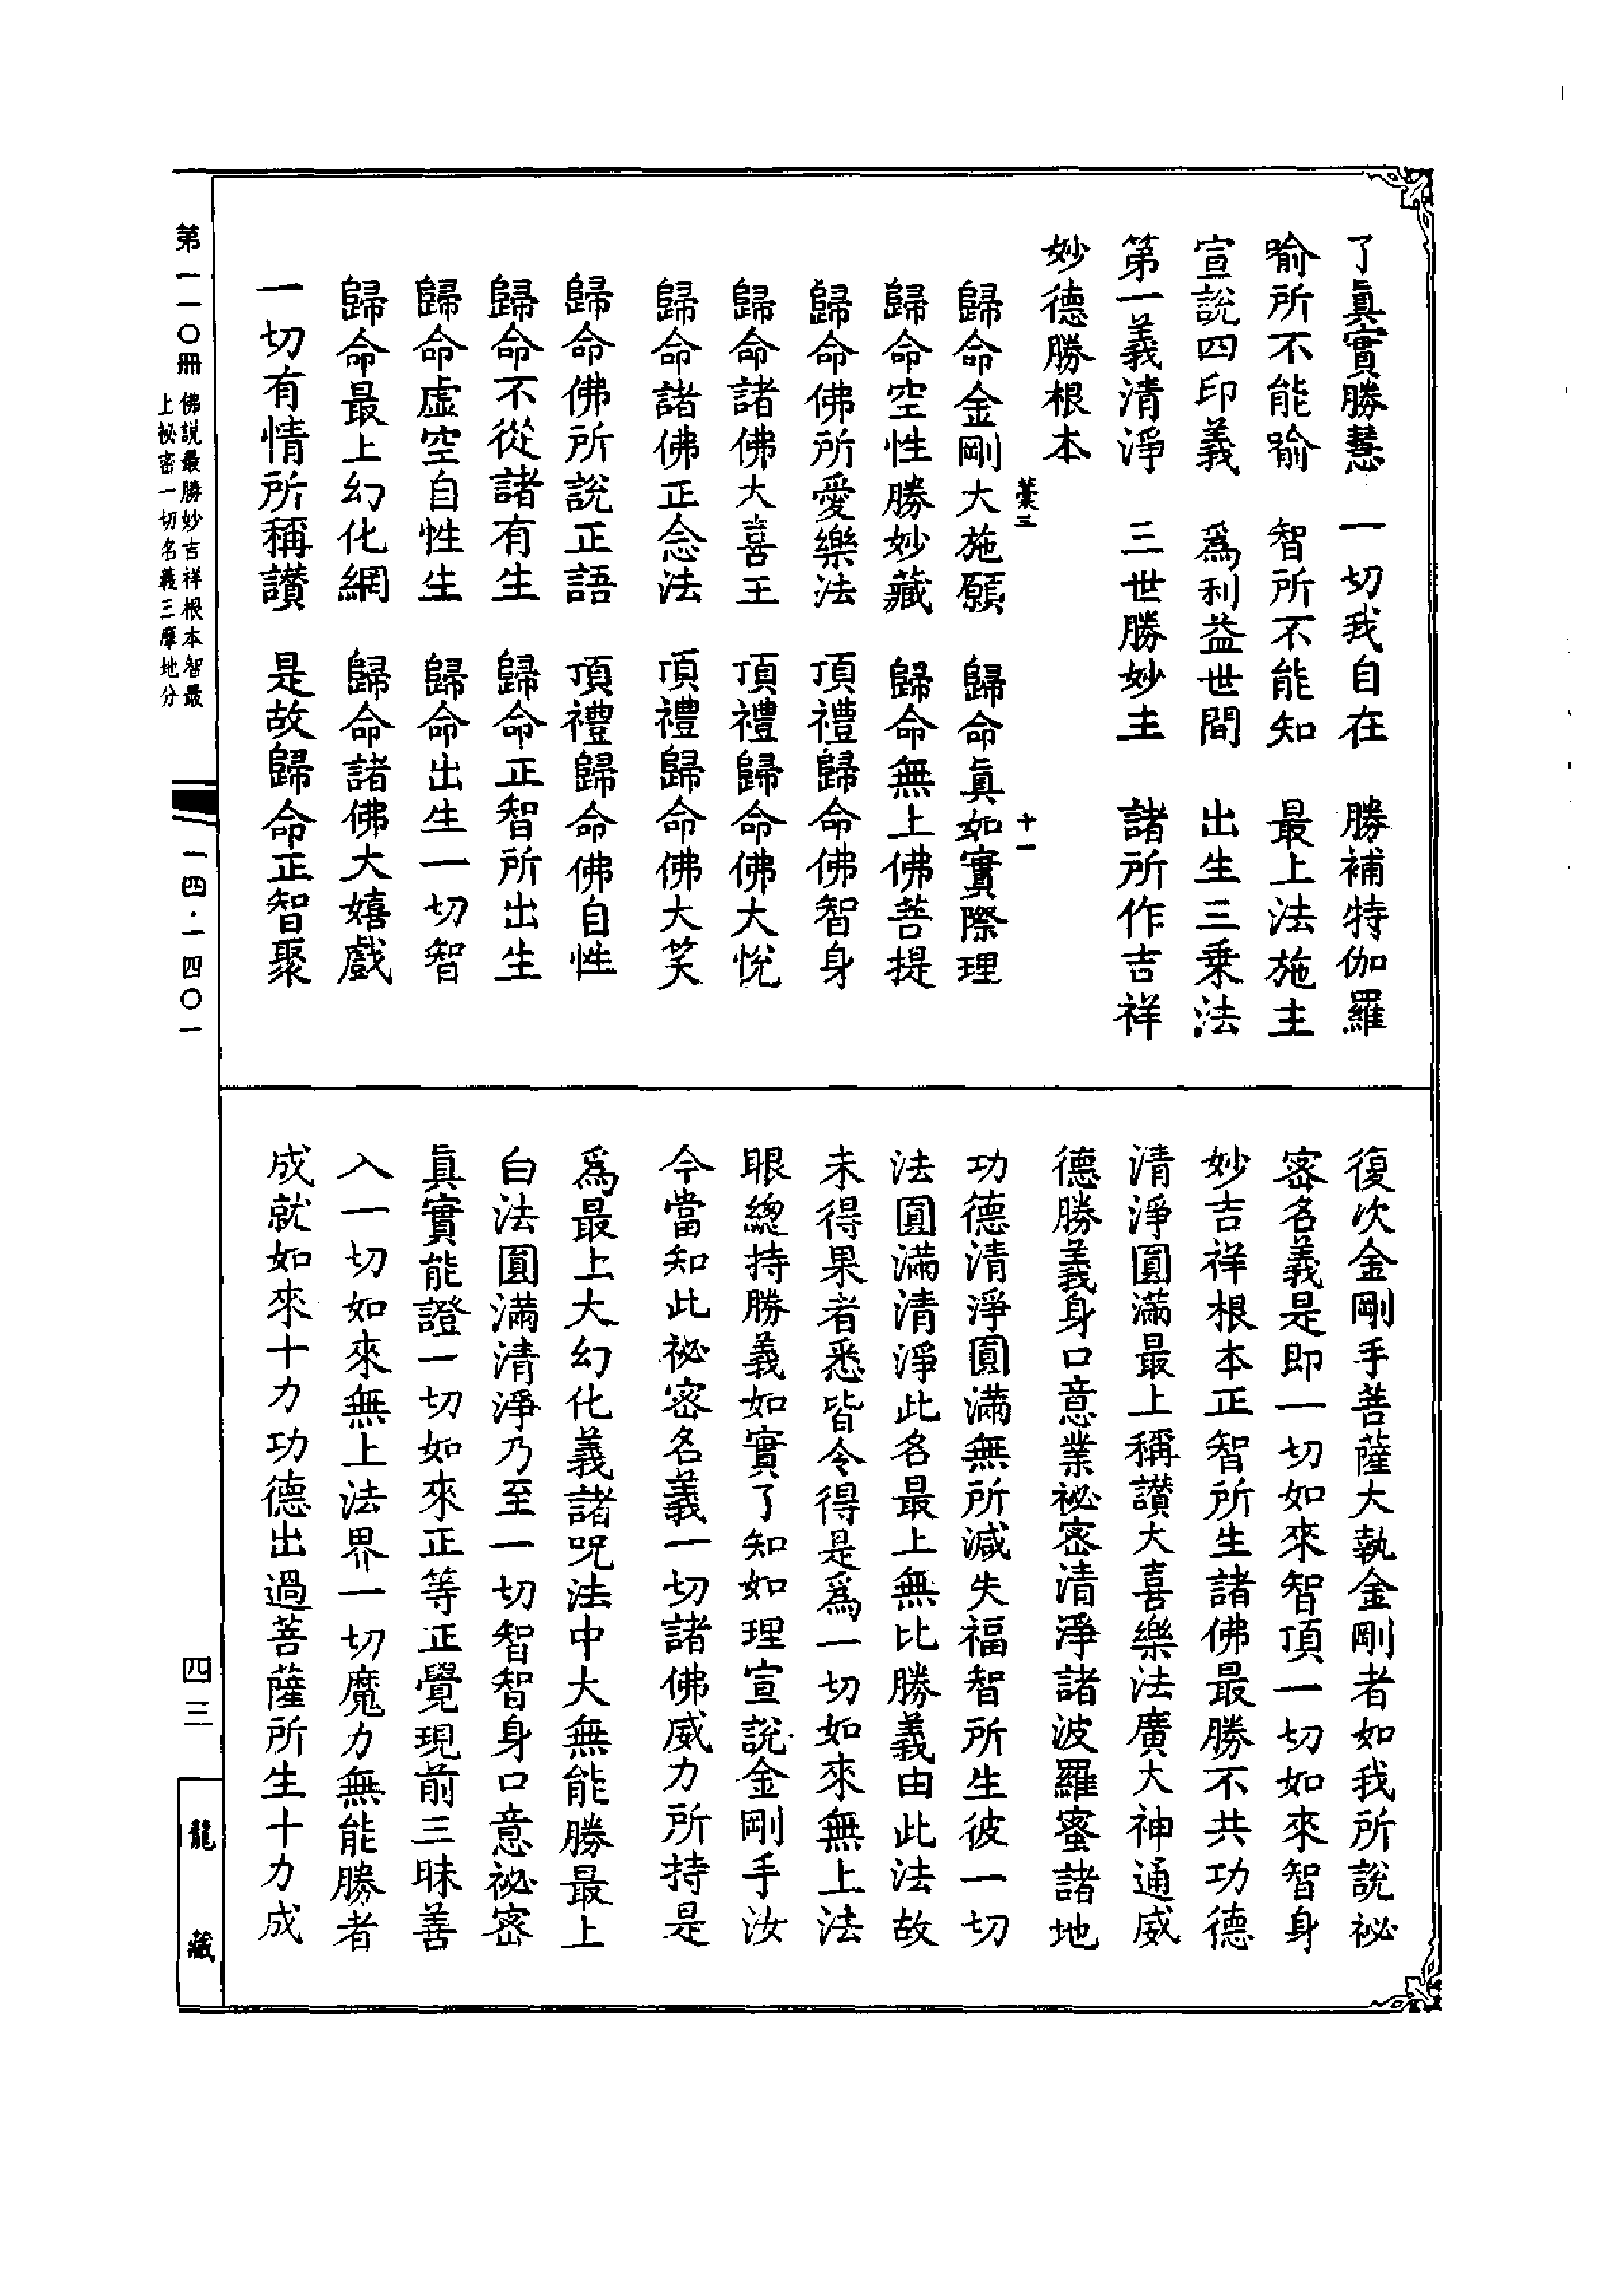 了眞實勝慧　一切我自在　勝補特伽羅
喻所不能喻　智所不能知　最上法施主
宣說四印義　爲利益世間　出生三乗法
第一義清淨　三世勝妙主　諸所作吉祥
妙德勝根本
十一
歸命金剛大施願　歸命眞如實際理
歸命空性勝妙藏　歸命無上佛菩提
歸命佛所愛樂法　頂禮歸命佛智身
歸命諸佛大喜王　頂禮歸命佛大悅
歸命諸佛正念法　頂禮歸命佛大笑
歸命佛所說正語　頂禮歸命佛自性
歸命不從諸有生　歸命正智所出生
歸命虛空自性生　歸命出生一切智
歸命最上幻化網　歸命諸佛大嬉戲
一切有情所稱讃　是故歸命正智聚
復次金剛手菩薩大執金剛者如我所說祕
密名義是即一切如來智頂一切如來智身
妙吉祥根本正智所生諸佛最勝不共功德
清淨圓滿最上稱讃大喜樂法廣大神通威
德勝義身口意業祕密清淨諸波羅蜜諸地
功德清淨圓滿無所減失福智所生彼一切
法圓滿清淨此名最上無比勝義由此法故
未得果者悉皆令得是爲一切如來無上法
眼總持勝義如實了知如理宣說金剛手汝
今當知此祕密名義一切諸佛威力所持是
爲最上大幻化義諸呪法中大無能勝最上
白法圓滿清淨乃至一切智智身口意祕密
眞實能證一切如來正等正覺現前三昧善
入一切如來無上法界一切魔力無能勝者
成就如來十力功德出過菩薩所生十力成
第一一〇冊
佛說最勝妙吉祥根本智最
上祕密一切名義三摩地分
一四·一四〇一
四三
龍藏